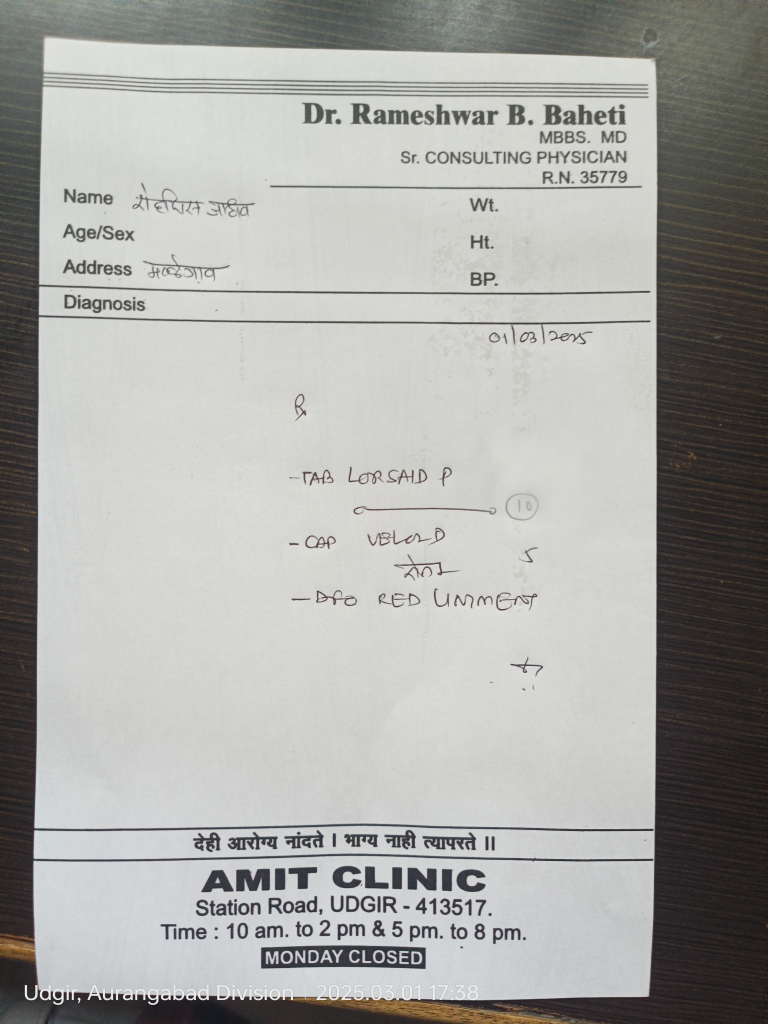 Dr. Rameshwar B. Baheti
MBBS. MD
Sr. CONSULTING PHYSICIAN
R.N. 35779
Name
Wt.
Age/Sex
Ht.
Address
BP.
Diagnosis
01/03/2025
℞
-TAB LORSAID P
10
- CAP VELOZ D
5
- RED LINIMENT
देही आरोग्य नांदते । भाग्य नाही त्यापरते ॥
AMIT CLINIC
Station Road, UDGIR - 413517.
Time : 10 am. to 2 pm & 5 pm. to 8 pm.
MONDAY CLOSED
Udgir, Aurangabad Division 2025.03.01 17:38